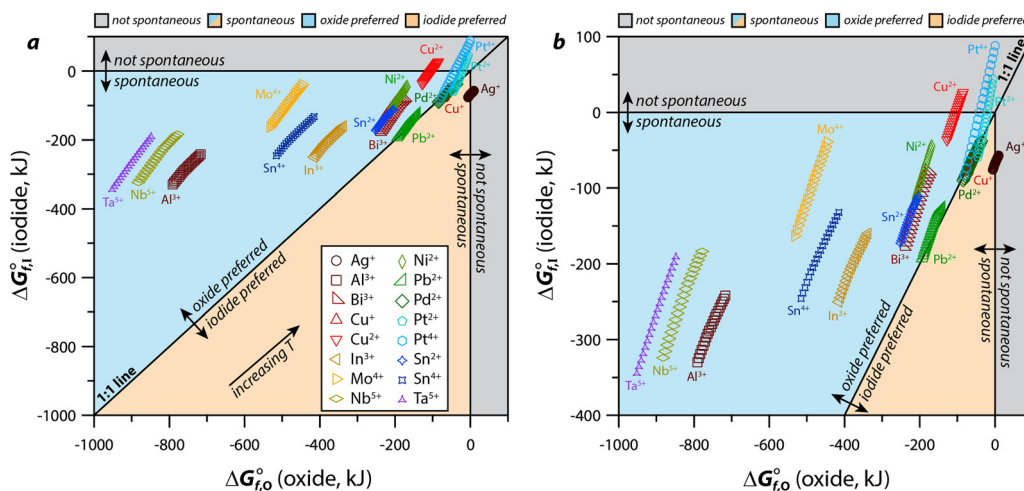 not spontaneous spontaneous oxide preferred iodide preferred
a
not spontaneous
spontaneous
Cu2+
Pt4+
Pt2+
Ni2+
Mo4+
Pd2+
Ag+
Cu+
Sn2+
Pb2+
Bi3+
Sn4+
In3+
Ta5+
Nb5+
Al3+
spontaneous
not spontaneous
oxide preferred
iodide preferred
increasing T
1:1 line
Ag+ Ni2+
Al3+ Pb2+
Bi3+ Pd2+
Cu+ Pt2+
Cu2+ Pt4+
In3+ Sn2+
Mo4+ Sn4+
Nb5+ Ta5+
0
-200
-400
-600
-800
-1000
ΔG°f,I (iodide, kJ)
-1000 -800 -600 -400 -200 0
ΔG°f,O (oxide, kJ)
not spontaneous spontaneous oxide preferred iodide preferred
b
not spontaneous
spontaneous
Pt4+
1:1 line
Pt2+
Cu2+
Mo4+
Ni2+
Ag+
Cu+
Pd2+
Sn2+
Bi3+
Pb2+
Sn4+
In3+
Ta5+
Nb5+
Al3+
spontaneous
not spontaneous
oxide preferred
iodide preferred
100
0
-100
-200
-300
-400
ΔG°f,I (iodide, kJ)
-1000 -800 -600 -400 -200 0
ΔG°f,O (oxide, kJ)